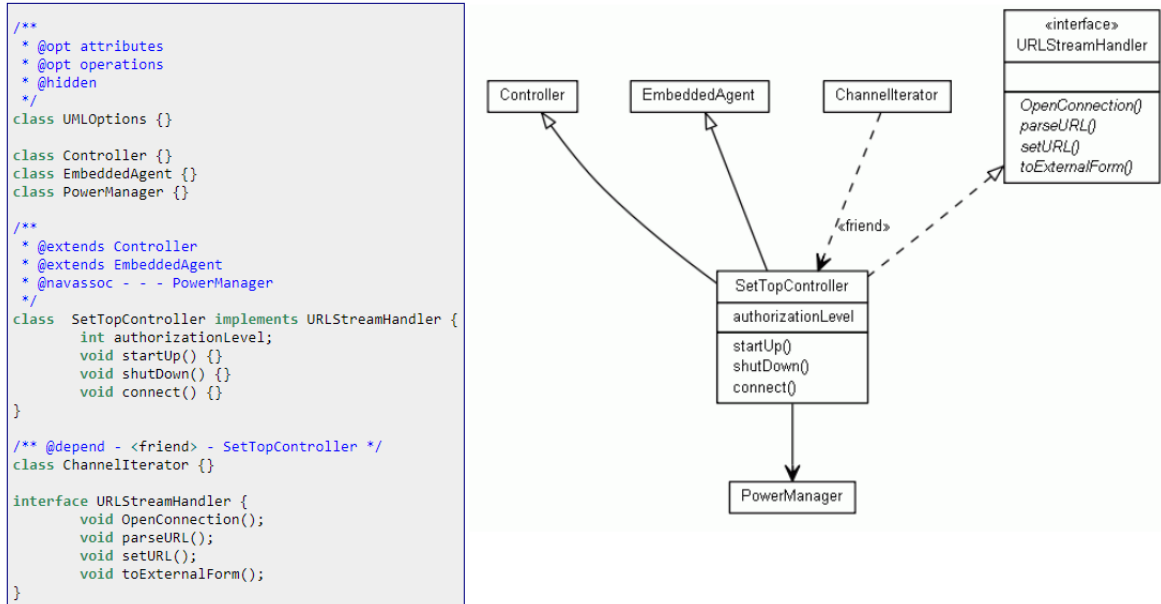 /**
 * @opt attributes
 * @opt operations
 * @hidden
 */
class UMLOptions {}

class Controller {}
class EmbeddedAgent {}
class PowerManager {}

/**
 * @extends Controller
 * @extends EmbeddedAgent
 * @navassoc - - - PowerManager
 */
class  SetTopController implements URLStreamHandler {
        int authorizationLevel;
        void startUp() {}
        void shutDown() {}
        void connect() {}
}

/** @depend - <friend> - SetTopController */
class ChannelIterator {}

interface URLStreamHandler {
        void OpenConnection();
        void parseURL();
        void setURL();
        void toExternalForm();
}
Controller
EmbeddedAgent
ChannelIterator
«interface»
URLStreamHandler
OpenConnection()
parseURL()
setURL()
toExternalForm()
«friend»
SetTopController
authorizationLevel
startUp()
shutDown()
connect()
PowerManager